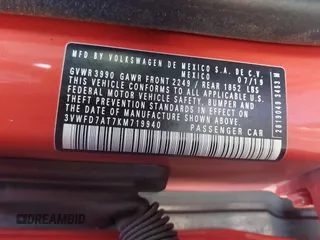 MFD BY VOLKSWAGEN DE MEXICO S.A. DE C.V.
MEXICO 07/19
GVWR 3990 GAWR FRONT 2249 / REAR 1852 LBS
THIS VEHICLE CONFORMS TO ALL APPLICABLE
FEDERAL MOTOR VEHICLE SAFETY, BUMPER AND
THEFT PREVENTION STANDARDS IN EFFECT
ON THE DATE OF MANUFACTURE SHOWN ABOVE
3VWFD7AT7KM719940 PASSENGER CAR
DREAMBID